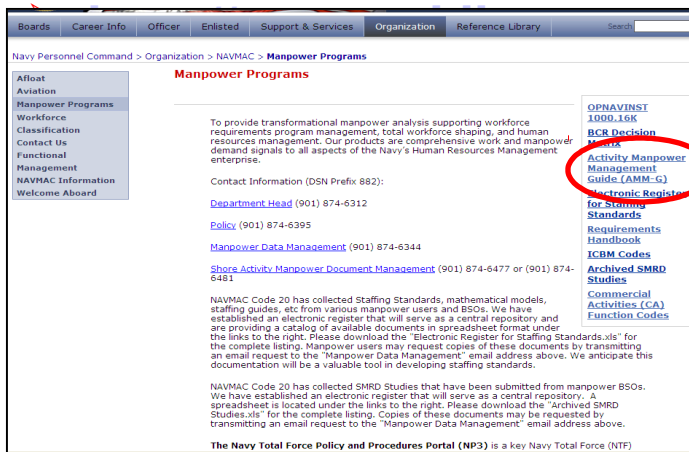 Boards Career Info Officer Enlisted Support & Services Organization Reference Library Search:
Navy Personnel Command > Organization > NAVMAC > Manpower Programs
Afloat
Aviation
Manpower Programs
Workforce
Classification
Contact Us
Functional
Management
NAVMAC Information
Welcome Aboard
Manpower Programs
To provide transformational manpower analysis supporting workforce
requirements program management, total workforce shaping, and human
resources management. Our products are comprehensive work and manpower
demand signals to all aspects of the Navy's Human Resources Management
enterprise.
Contact Information (DSN Prefix 882):
Department Head (901) 874-6312
Policy (901) 874-6395
Manpower Data Management (901) 874-6344
Shore Activity Manpower Document Management (901) 874-6477 or (901) 874-
6481
NAVMAC Code 20 has collected Staffing Standards, mathematical models,
staffing guides, etc from various manpower users and BSOs. We have
established an electronic register that will serve as a central repository and
are providing a catalog of available documents in spreadsheet format under
the links to the right. Please download the "Electronic Register for Staffing Standards.xls" for
the complete listing. Manpower users may request copies of these documents by transmitting
an email request to the "Manpower Data Management" email address above. We anticipate this
documentation will be a valuable tool in developing staffing standards.
NAVMAC Code 20 has collected SMRD Studies that have been submitted from manpower BSOs.
We have established an electronic register that will serve as a central repository. A
spreadsheet is located under the links to the right. Please download the "Archived SMRD
Studies.xls" for the complete listing. Copies of these documents may be requested by
transmitting an email request to the "Manpower Data Management" email address above.
The Navy Total Force Policy and Procedures Portal (NP3) is a key Navy Total Force (NTF)
OPNAVINST
1000.16K
BCR Decision
Matrix
Activity Manpower
Management
Guide (AMM-G)
Electronic Register
for Staffing
Standards
Requirements
Handbook
ICBM Codes
Archived SMRD
Studies
Commercial
Activities (CA)
Function Codes